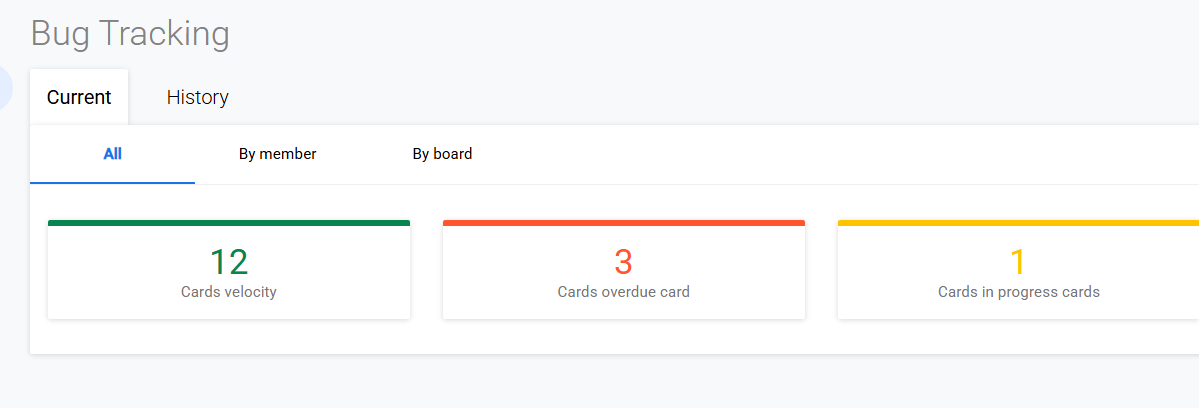 Bug Tracking
Current History
All By member By board
12 3 1
Cards velocity Cards overdue card Cards in progress cards